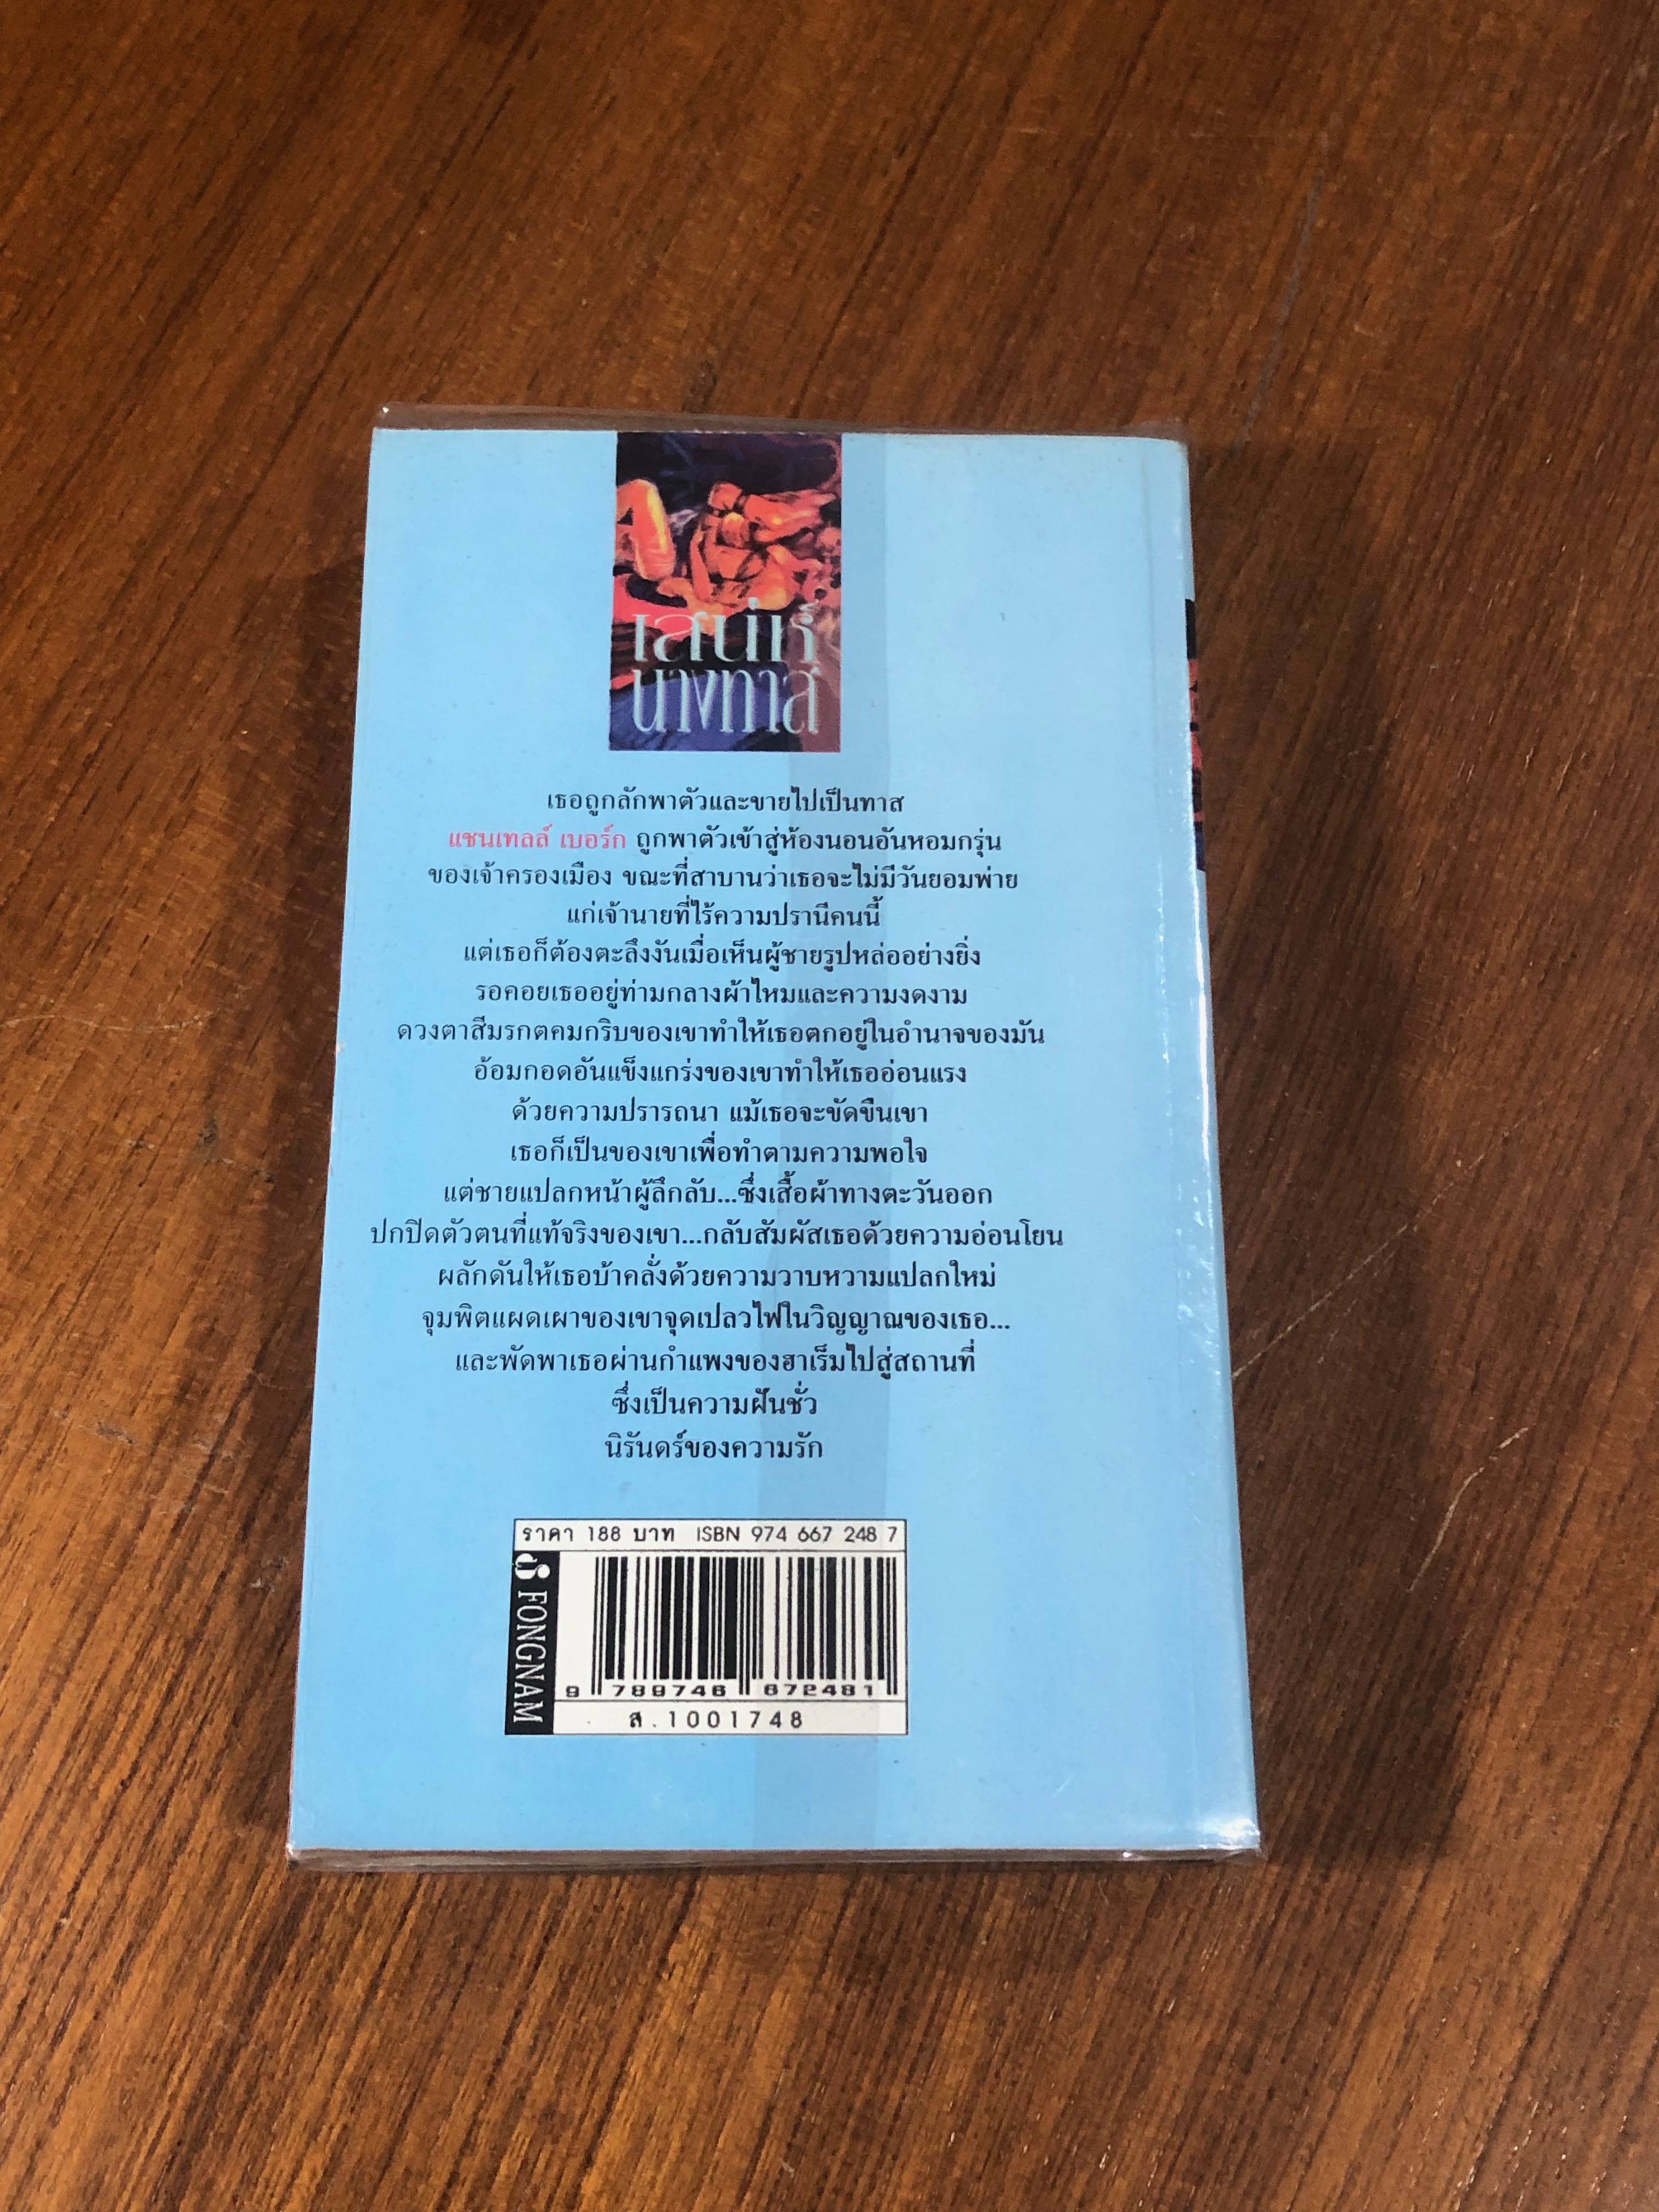 เสน่ห์
นางทาส
เธอถูกลักพาตัวและขายไปเป็นทาส
แชนเทลล์ เบอร์ก ถูกพาตัวเข้าสู่ห้องนอนอันหอมกรุ่น
ของเจ้าครองเมือง ขณะที่สาบานว่าเธอจะไม่มีวันยอมพ่าย
แก่เจ้านายที่ไร้ความปรานีคนนี้
แต่เธอก็ต้องตะลึงงันเมื่อเห็นผู้ชายรูปหล่ออย่างยิ่ง
รอคอยเธออยู่ท่ามกลางผ้าไหมและความงดงาม
ดวงตาสีมรกตคมกริบของเขาทำให้เธอตกอยู่ในอำนาจของมัน
อ้อมกอดอันแข็งแกร่งของเขาทำให้เธออ่อนแรง
ด้วยความปรารถนา แม้เธอจะขัดขืนเขา
เธอก็เป็นของเขาเพื่อทำตามความพอใจ
แต่ชายแปลกหน้าผู้ลึกลับ...ซึ่งเสื้อผ้าทางตะวันออก
ปกปิดตัวตนที่แท้จริงของเขา...กลับสัมผัสเธอด้วยความอ่อนโยน
ผลักดันให้เธอบ้าคลั่งด้วยความวาบหวามแปลกใหม่
จุมพิตแผดเผาของเขาจุดเปลวไฟในวิญญาณของเธอ...
และพัดพาเธอผ่านกำแพงของฮาเร็มไปสู่สถานที่
ซึ่งเป็นความฝันชั่ว
นิรันดร์ของความรัก
ราคา 188 บาท ISBN 974 667 248 7
FONGNAM
9 789746 672481
ส.1001748